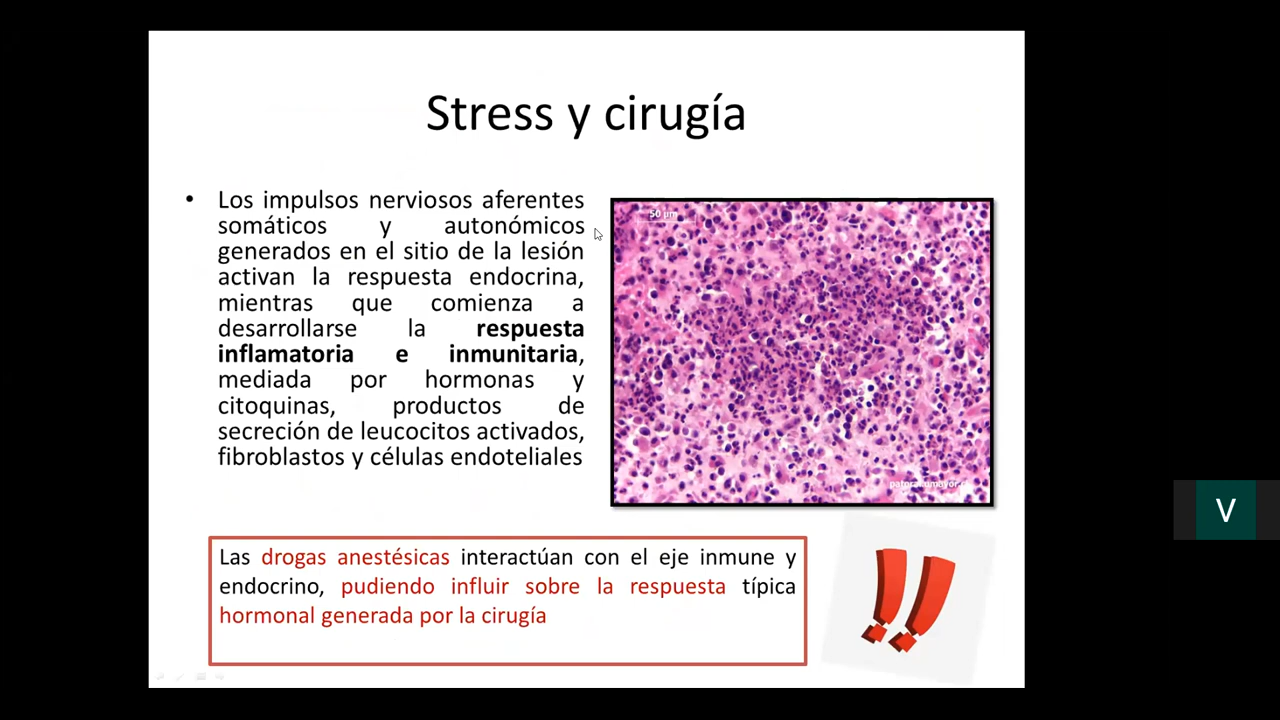 Stress y cirugía
• Los impulsos nerviosos aferentes
somáticos y autonómicos
generados en el sitio de la lesión
activan la respuesta endocrina,
mientras que comienza a
desarrollarse la respuesta
inflamatoria e inmunitaria,
mediada por hormonas y
citoquinas, productos de
secreción de leucocitos activados,
fibroblastos y células endoteliales
50 µm
Las drogas anestésicas interactúan con el eje inmune y
endocrino, pudiendo influir sobre la respuesta típica
hormonal generada por la cirugía
V